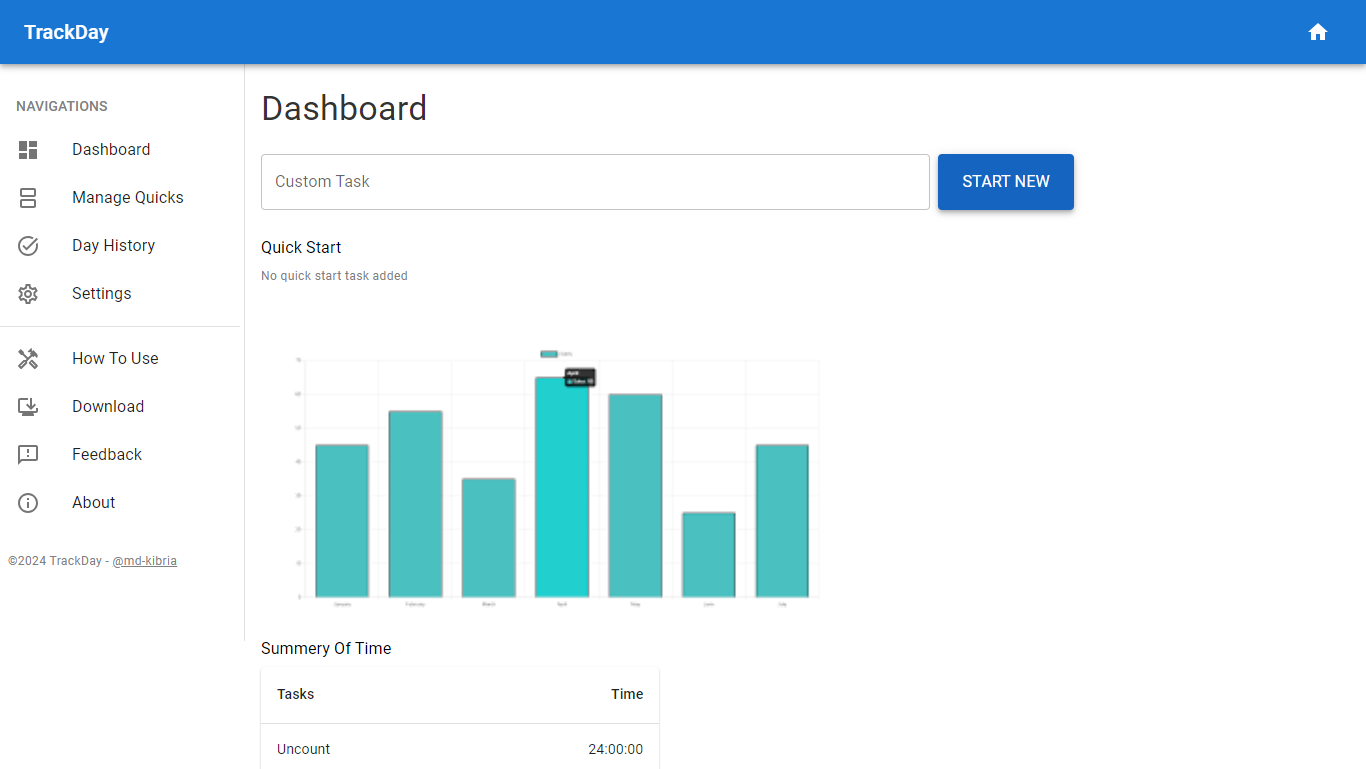 TrackDay
NAVIGATIONS
Dashboard
Manage Quicks
Day History
Settings
How To Use
Download
Feedback
About
©2024 TrackDay - @md-kibria
Dashboard
Custom Task
START NEW
Quick Start
No quick start task added
Summery Of Time
Tasks Time
Uncount 24:00:00